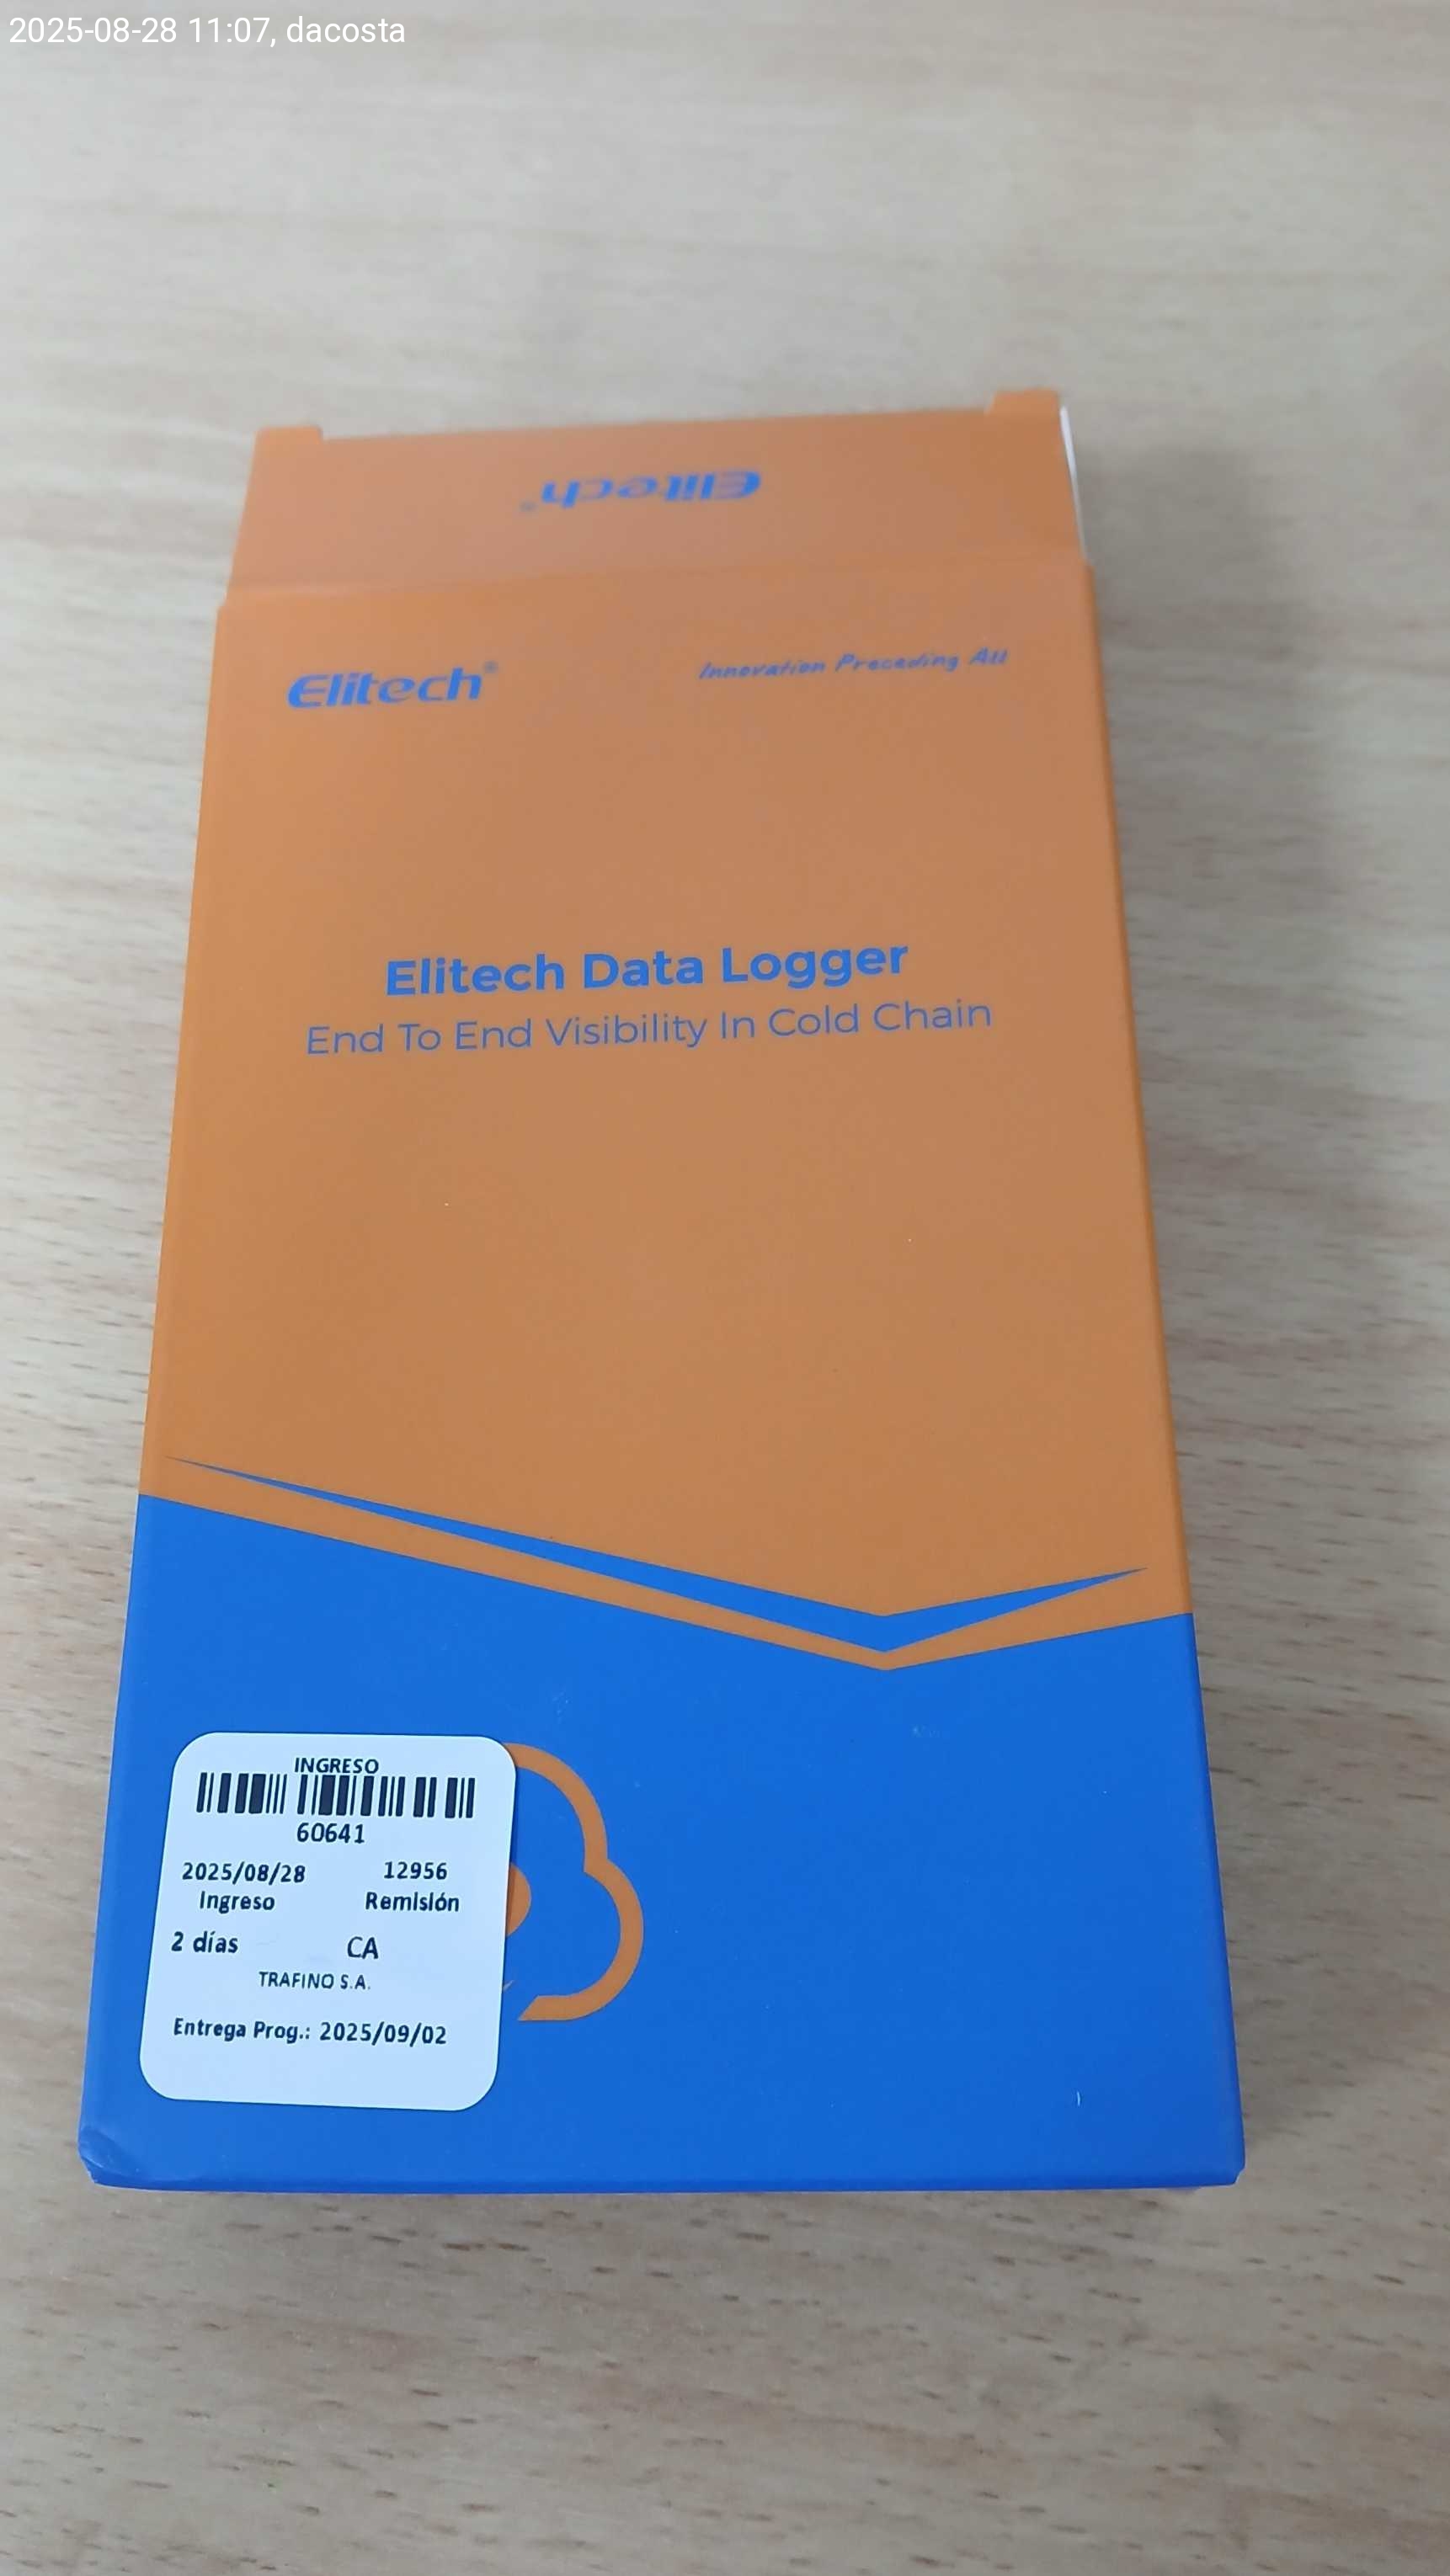 2025-08-28 11:07, dacosta
Elitech®
Elitech®
Innovation Preceding All
Elitech Data Logger
End To End Visibility In Cold Chain
INGRESO
60641
2025/08/28 12956
Ingreso Remisión
2 días CA
TRAFINO S.A.
Entrega Prog.: 2025/09/02